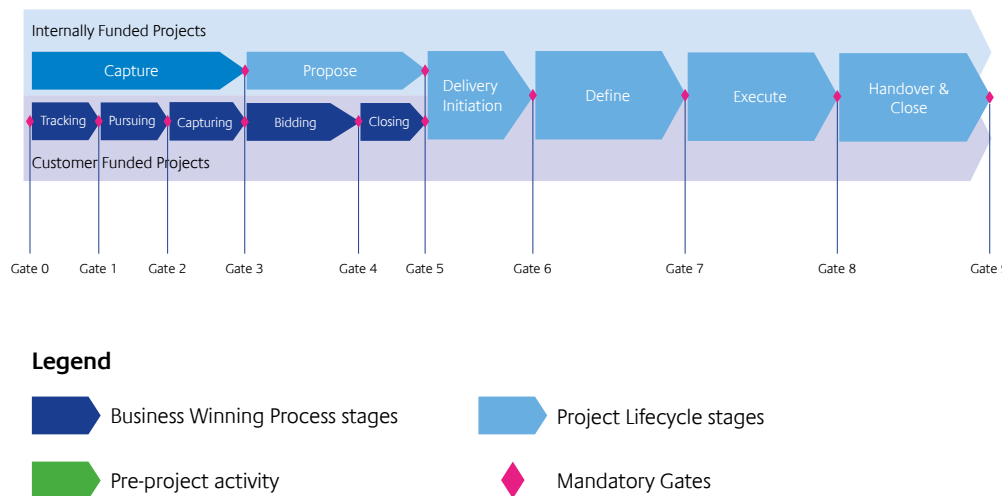 Internally Funded Projects
Capture
Propose
Delivery
Initiation
Define
Execute
Handover &
Close
Tracking
Pursuing
Capturing
Bidding
Closing
Customer Funded Projects
Gate 0
Gate 1
Gate 2
Gate 3
Gate 4
Gate 5
Gate 6
Gate 7
Gate 8
Gate 9
Legend
Business Winning Process stages
Project Lifecycle stages
Pre-project activity
Mandatory Gates